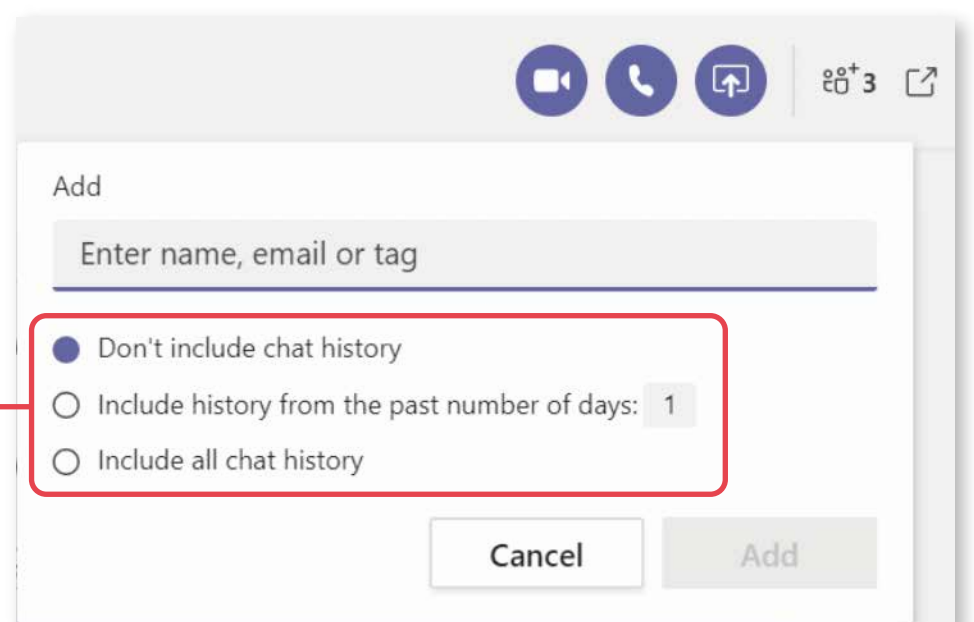 3
Add
Enter name, email or tag
Don't include chat history
Include history from the past number of days: 1
Include all chat history
Cancel Add